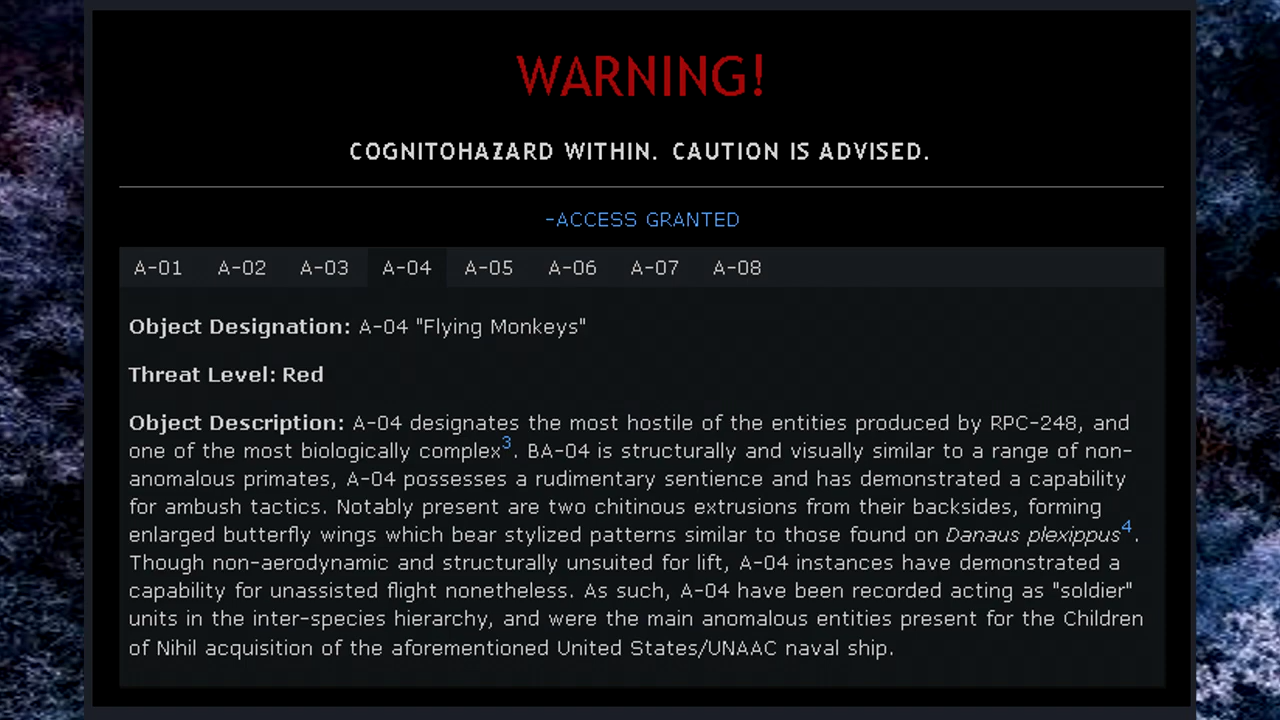 WARNING!
COGNITOHAZARD WITHIN. CAUTION IS ADVISED.
-ACCESS GRANTED
A-01 A-02 A-03 A-04 A-05 A-06 A-07 A-08
Object Designation: A-04 "Flying Monkeys"
Threat Level: Red
Object Description: A-04 designates the most hostile of the entities produced by RPC-248, and
one of the most biologically complex3. BA-04 is structurally and visually similar to a range of non-
anomalous primates, A-04 possesses a rudimentary sentience and has demonstrated a capability
for ambush tactics. Notably present are two chitinous extrusions from their backsides, forming
enlarged butterfly wings which bear stylized patterns similar to those found on Danaus plexippus4.
Though non-aerodynamic and structurally unsuited for lift, A-04 instances have demonstrated a
capability for unassisted flight nonetheless. As such, A-04 have been recorded acting as "soldier"
units in the inter-species hierarchy, and were the main anomalous entities present for the Children
of Nihil acquisition of the aforementioned United States/UNAAC naval ship.